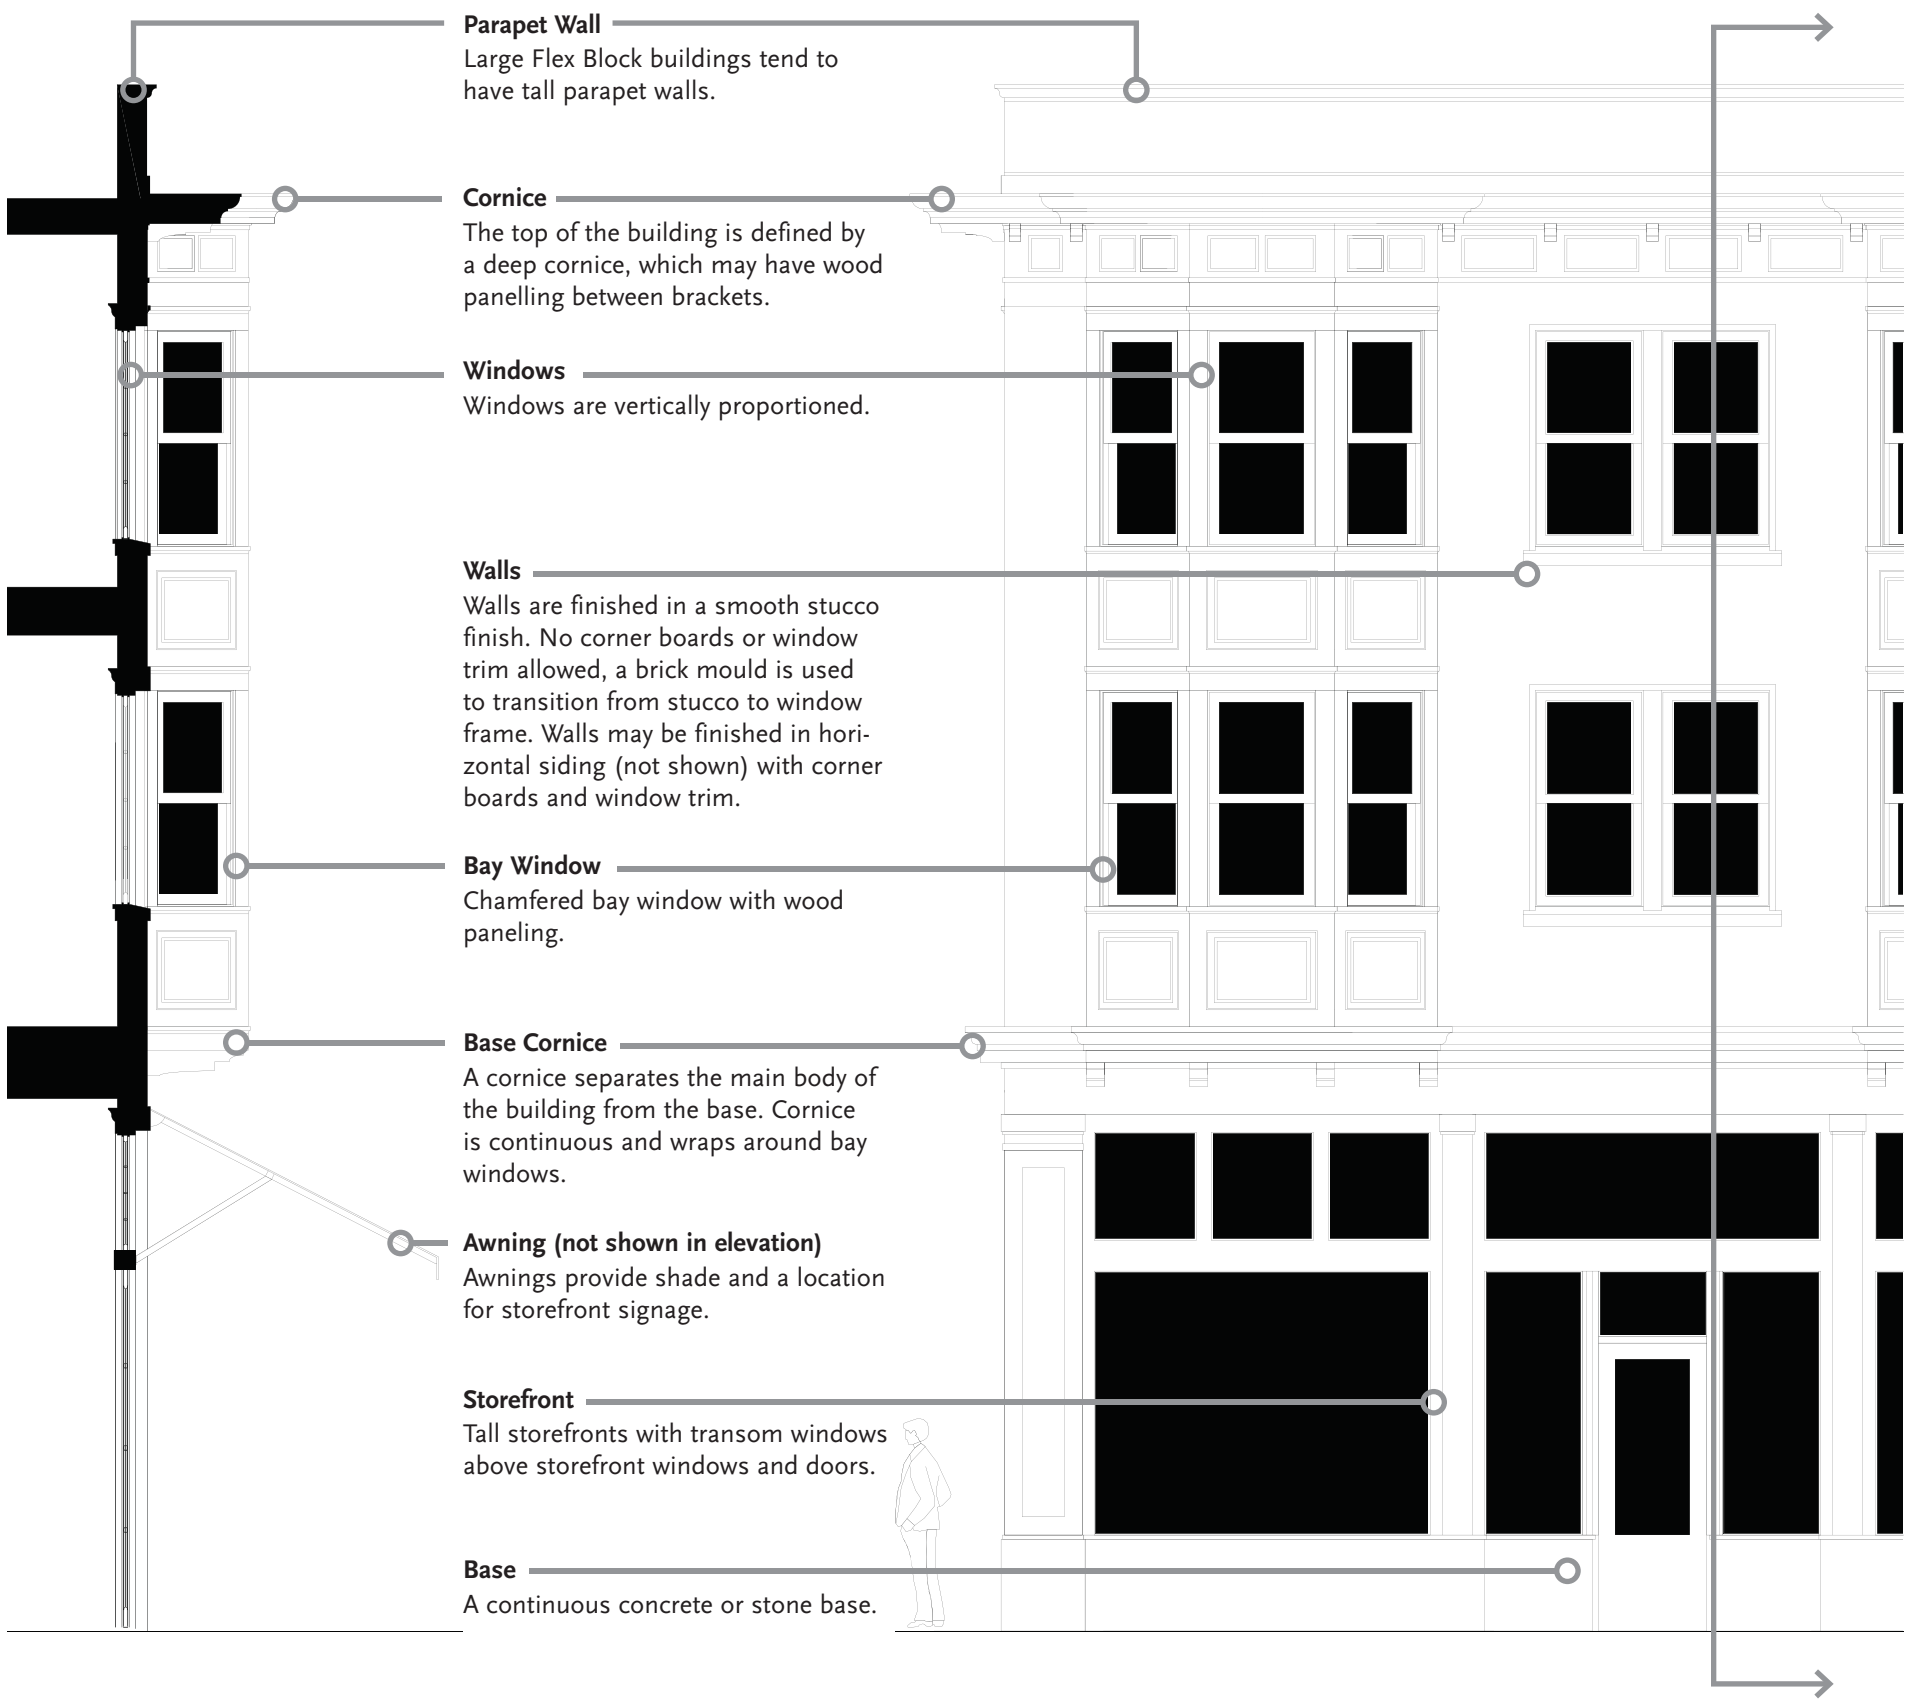 Parapet Wall
Large Flex Block buildings tend to
have tall parapet walls.
Cornice
The top of the building is defined by
a deep cornice, which may have wood
panelling between brackets.
Windows
Windows are vertically proportioned.
Walls
Walls are finished in a smooth stucco
finish. No corner boards or window
trim allowed, a brick mould is used
to transition from stucco to window
frame. Walls may be finished in hori-
zontal siding (not shown) with corner
boards and window trim.
Bay Window
Chamfered bay window with wood
paneling.
Base Cornice
A cornice separates the main body of
the building from the base. Cornice
is continuous and wraps around bay
windows.
Awning (not shown in elevation)
Awnings provide shade and a location
for storefront signage.
Storefront
Tall storefronts with transom windows
above storefront windows and doors.
Base
A continuous concrete or stone base.